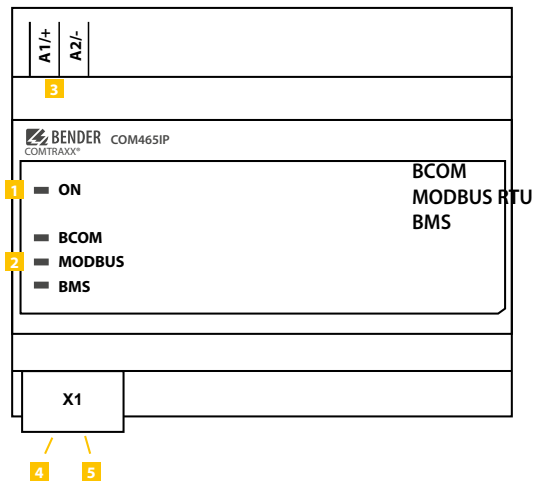 A1/+
A2/-
3
BENDER COM465IP
COMTRAXX®
BCOM
MODBUS RTU
BMS
1
ON
BCOM
2
MODBUS
BMS
X1
4
5